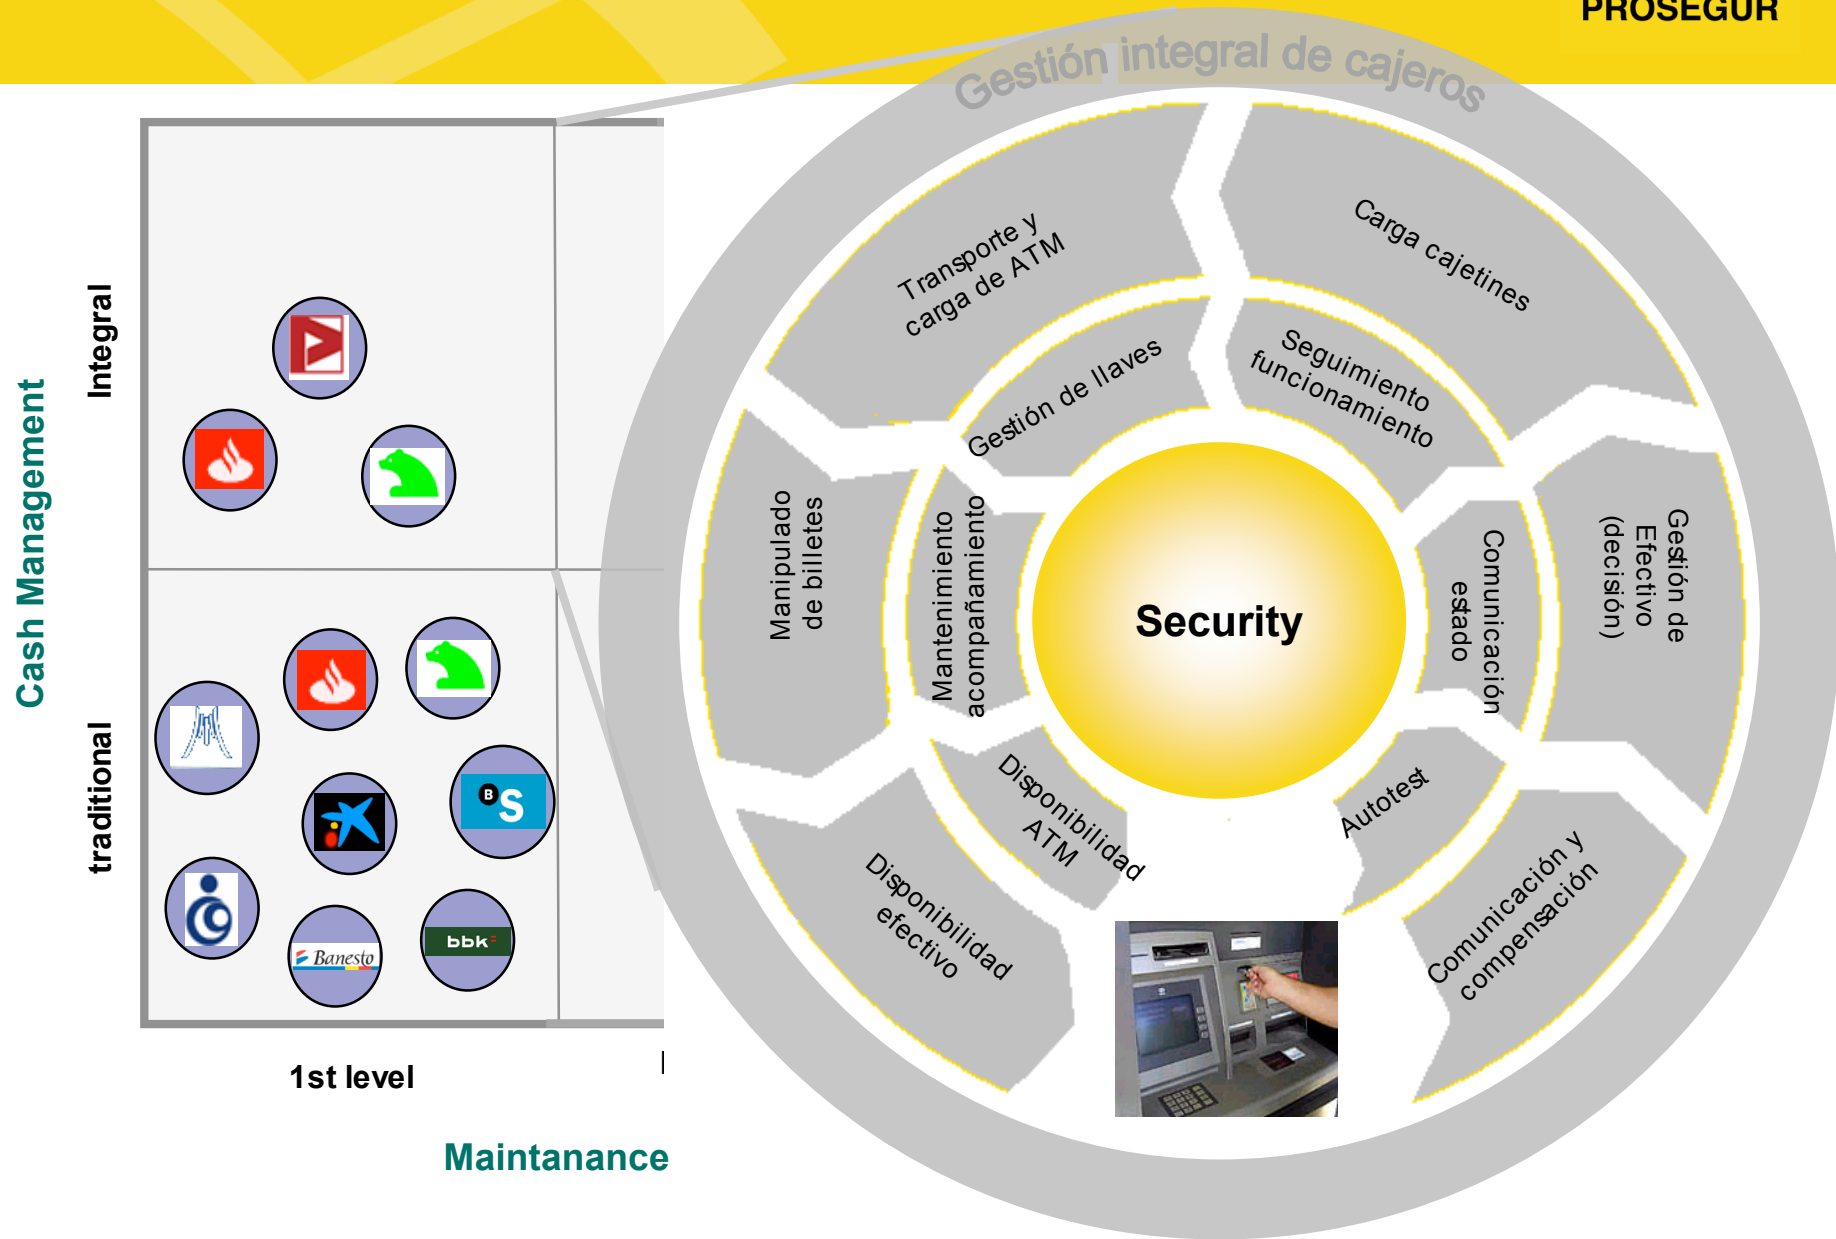 PROSEGUR
Gestión integral de cajeros
Transporte y
carga de ATM
Carga cajetines
Gestión de llaves
Seguimiento
funcionamiento
Integral
Cash Management
traditional
Manipulado
de billetes
Mantenimiento
acompañamiento
Security
Comunicación
estado
Gestión de
Efectivo
(decisión)
Disponibilidad
ATM
Autotest
Disponibilidad
efectivo
Comunicación y
compensación
B S
bbk
Banesto
1st level
Maintanance